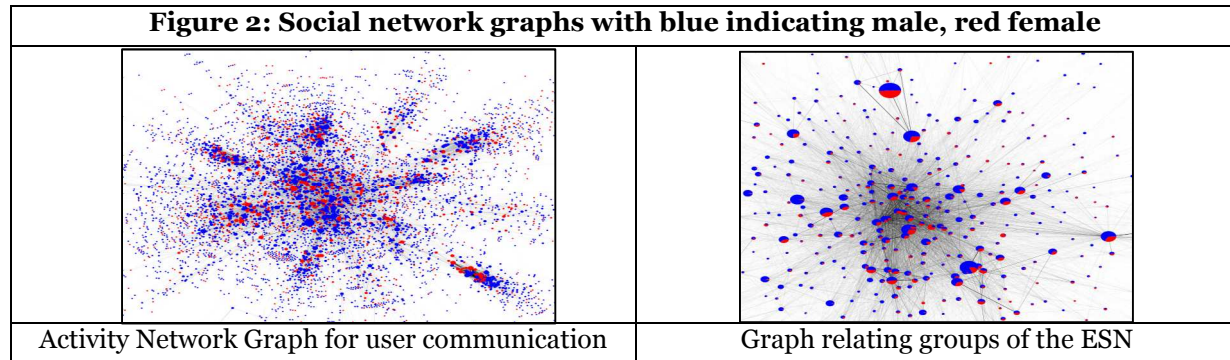 Figure 2: Social network graphs with blue indicating male, red female
Activity Network Graph for user communication
Graph relating groups of the ESN